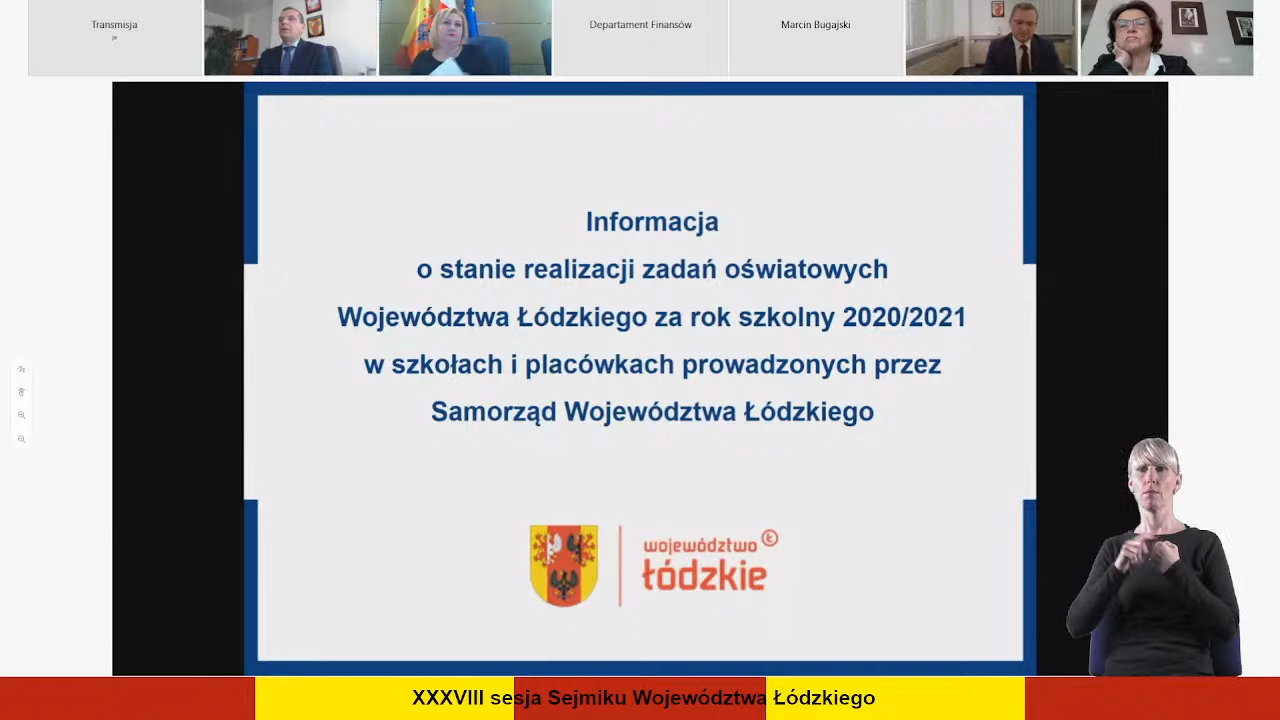 Transmisja
Departament Finansów
Marcin Bugajski
Informacja
o stanie realizacji zadań oświatowych
Województwa Łódzkiego za rok szkolny 2020/2021
w szkołach i placówkach prowadzonych przez
Samorząd Województwa Łódzkiego
województwo
łódzkie
XXXVIII sesja Sejmiku Województwa Łódzkiego